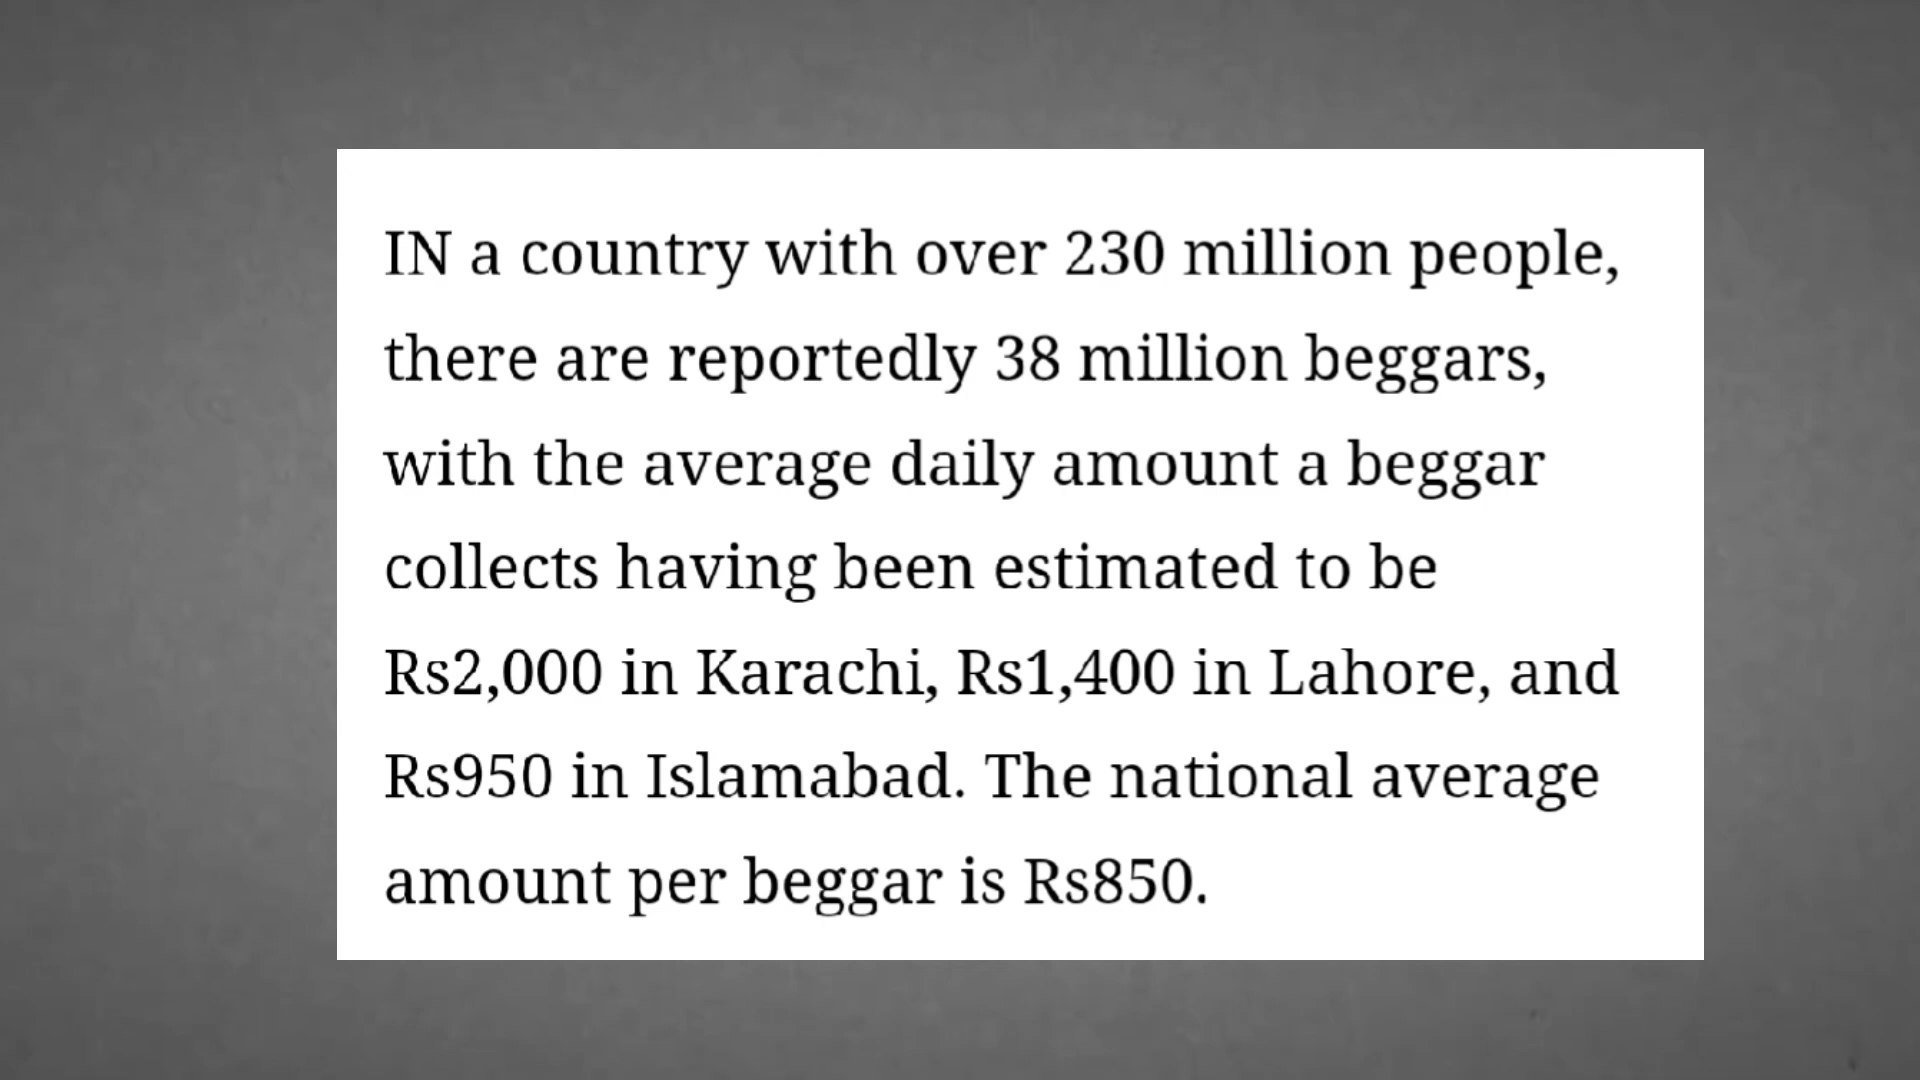 IN a country with over 230 million people,
there are reportedly 38 million beggars,
with the average daily amount a beggar
collects having been estimated to be
Rs2,000 in Karachi, Rs1,400 in Lahore, and
Rs950 in Islamabad. The national average
amount per beggar is Rs850.